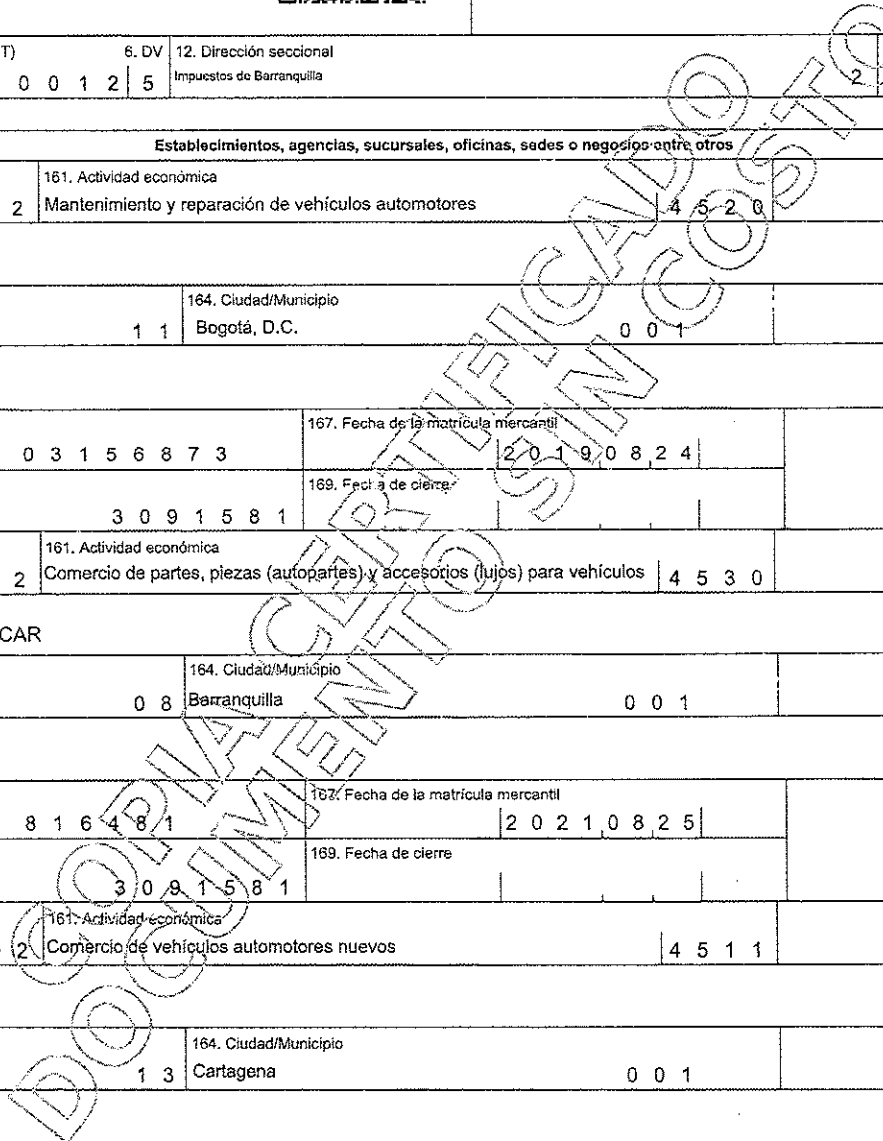 T) 6. DV 12. Dirección seccional
0 0 1 2 5 Impuestos de Barranquilla 2
Establecimientos, agencias, sucursales, oficinas, sedes o negocios entre otros
161. Actividad económica
2 Mantenimiento y reparación de vehículos automotores 4 5 2 0
164. Ciudad/Municipio
1 1 Bogotá, D.C. 0 0 1
167. Fecha de la matrícula mercantil
0 3 1 5 6 8 7 3 2 0 1 9 0 8 2 4
169. Fecha de cierre
3 0 9 1 5 8 1
161. Actividad económica
2 Comercio de partes, piezas (autopartes) y accesorios (lujos) para vehículos 4 5 3 0
CAR
164. Ciudad/Municipio
0 8 Barranquilla 0 0 1
167. Fecha de la matrícula mercantil
8 1 6 4 8 1 2 0 2 1 0 8 2 5
169. Fecha de cierre
3 0 9 1 5 8 1
161. Actividad económica
2 Comercio de vehículos automotores nuevos 4 5 1 1
164. Ciudad/Municipio
1 3 Cartagena 0 0 1
COPIA CERTIFICADO
DOCUMENTO SIN COSTO